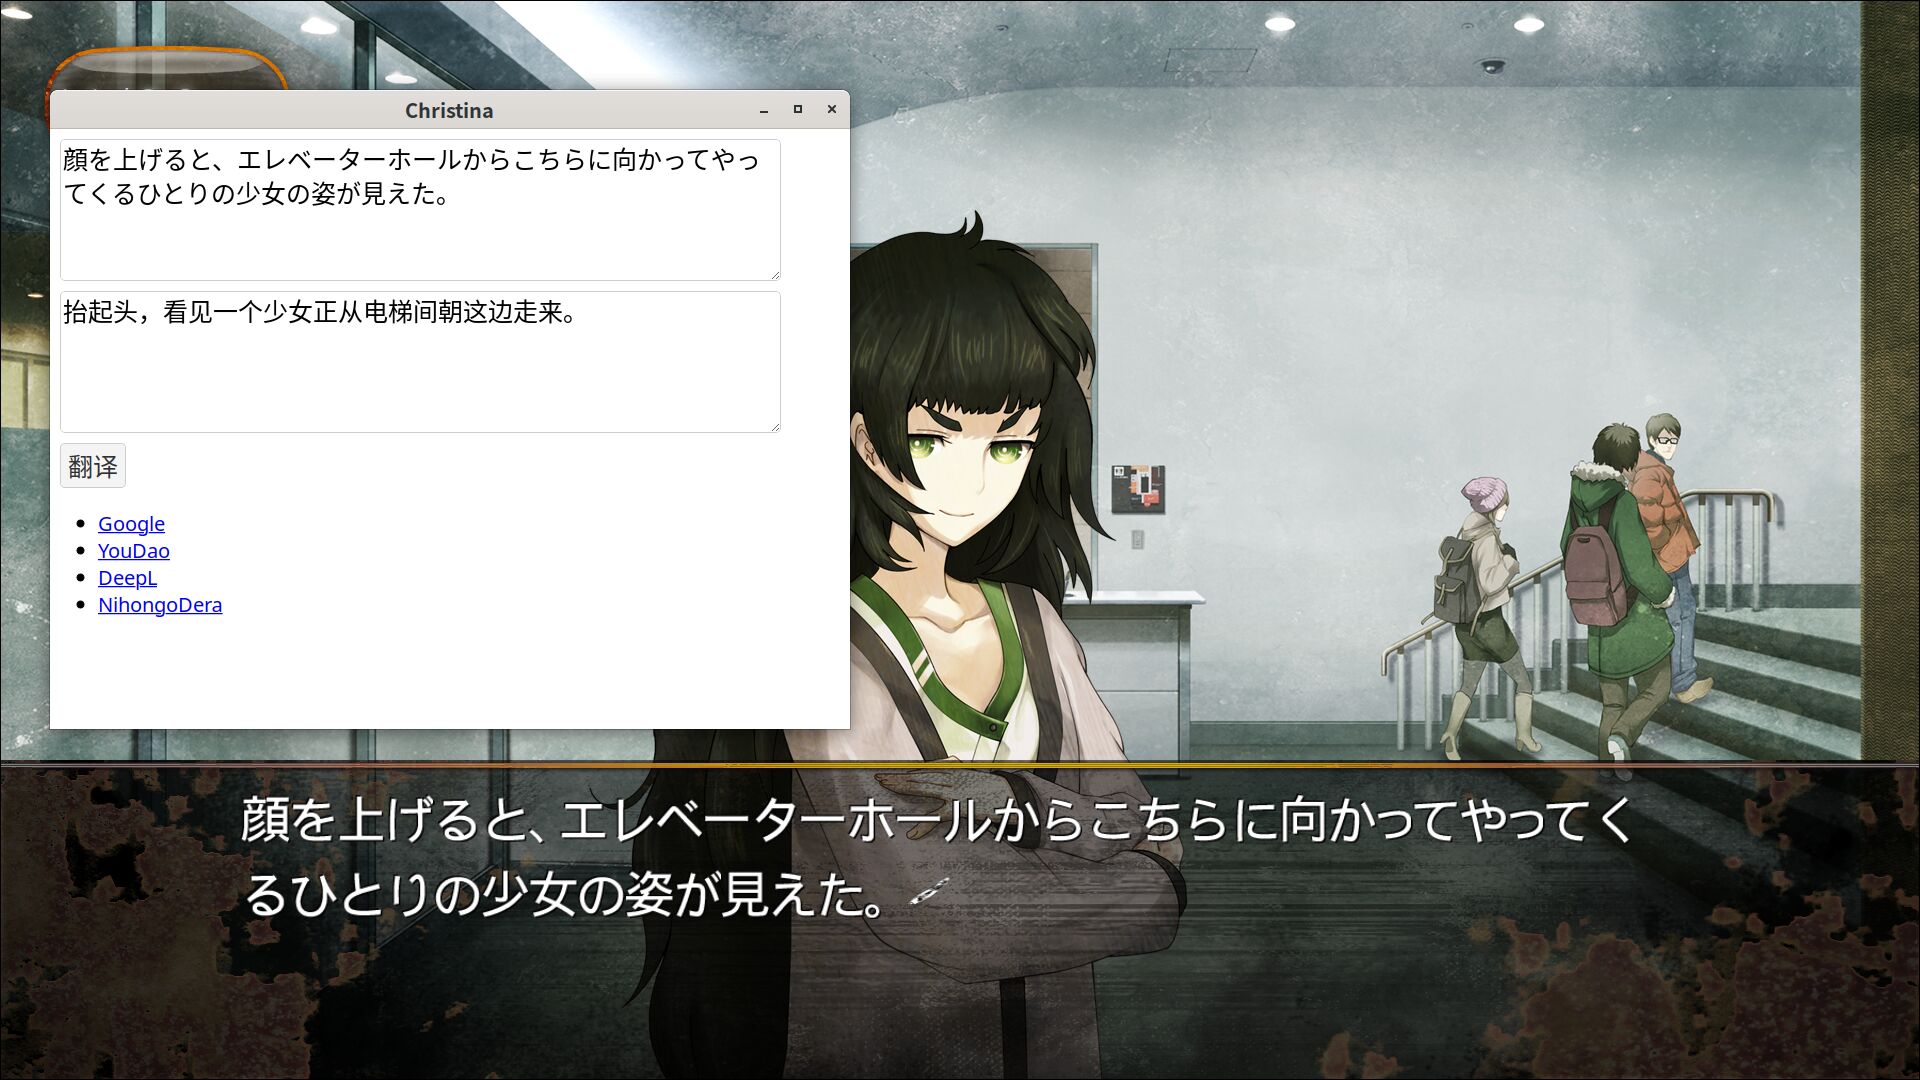 Christina
顔を上げると、エレベーターホールからこちらに向かってやっ
てくるひとりの少女の姿が見えた。
抬起头，看见一个少女正从电梯间朝这边走来。
翻译
Google
YouDao
DeepL
NihongoDera
顔を上げると、エレベーターホールからこちらに向かってやってく
るひとりの少女の姿が見えた。